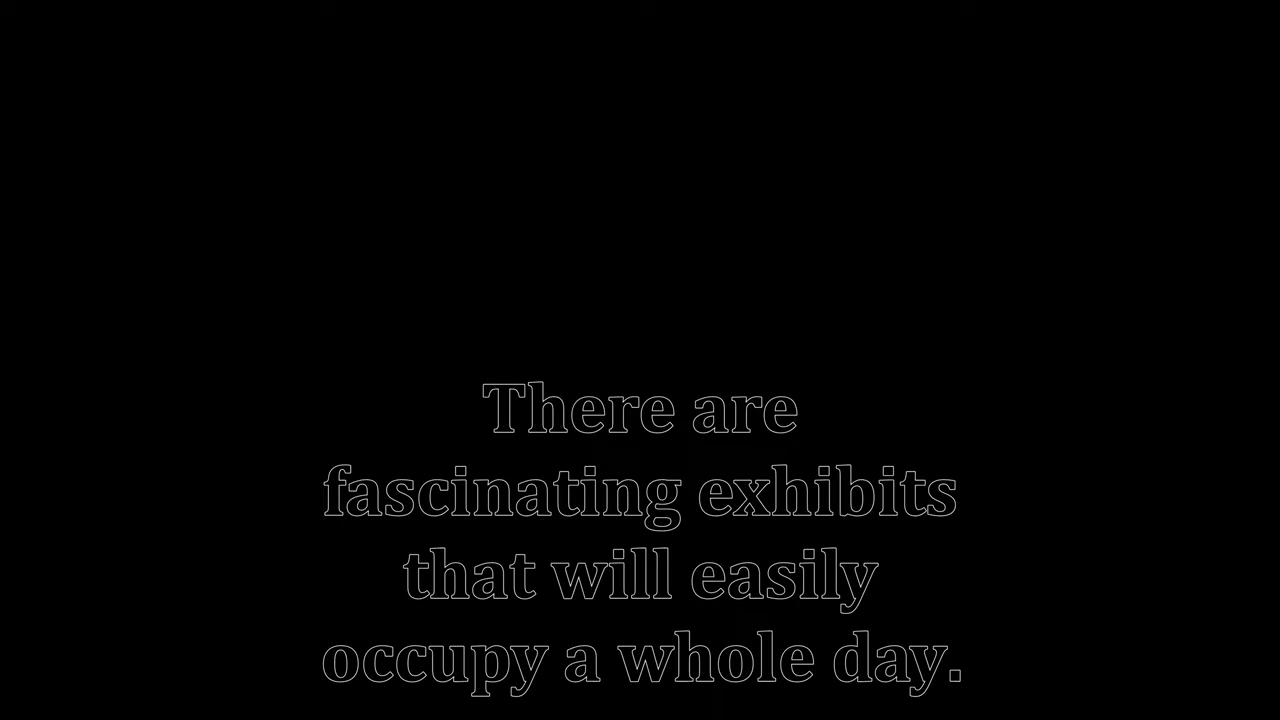 There are
fascinating exhibits
that will easily
occupy a whole day.